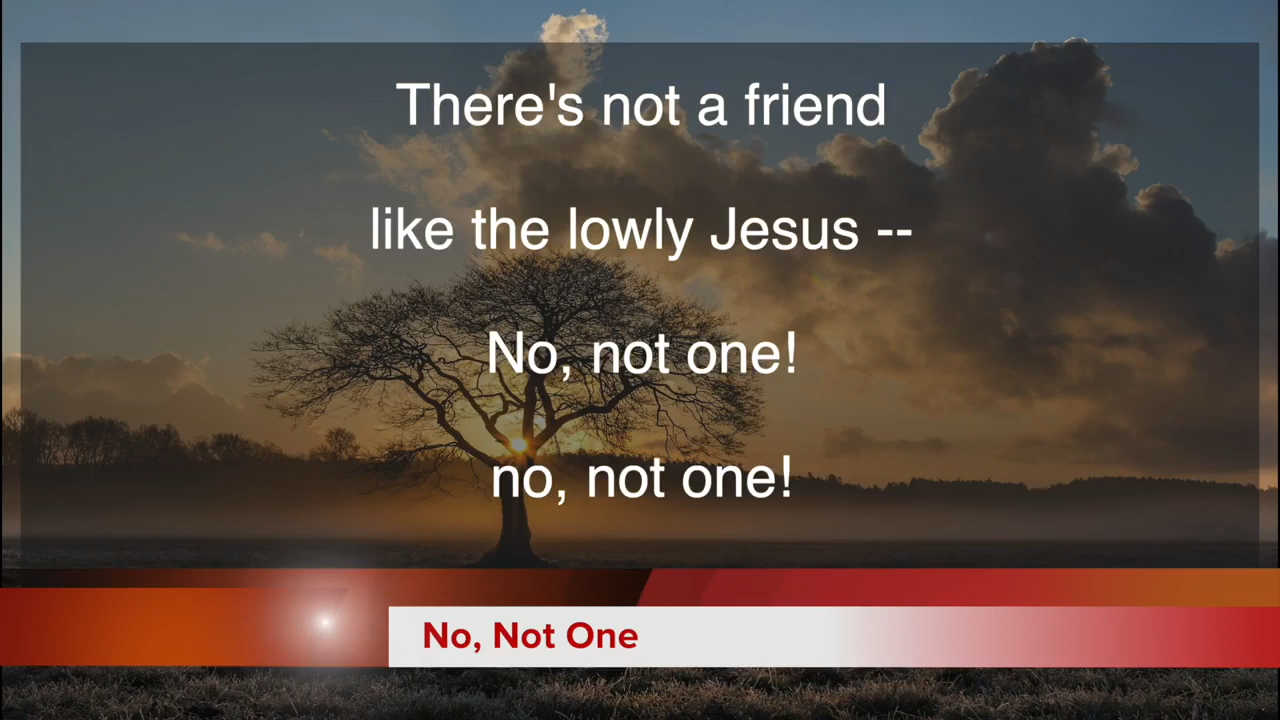 There's not a friend
like the lowly Jesus --
No, not one!
no, not one!
No, Not One